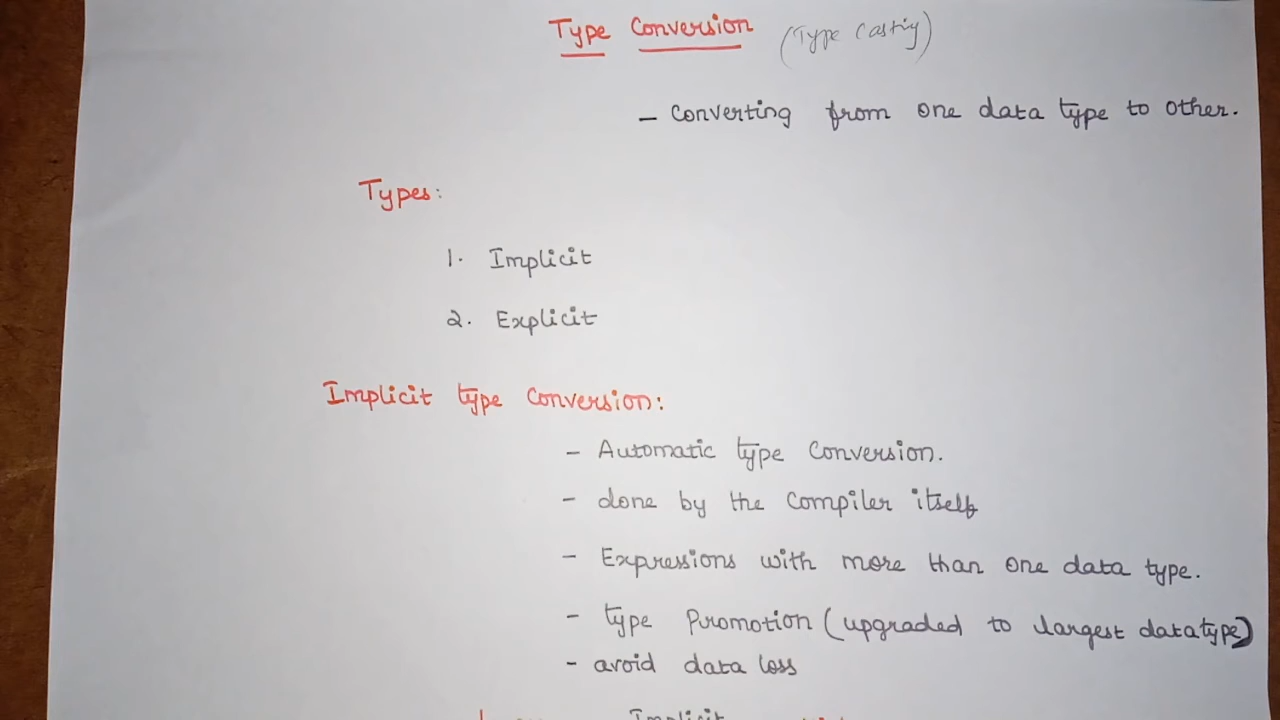 Type Conversion (Type Castig)
- Converting from one data type to other.
Types:
1. Implicit
2. Explicit
Implicit type Conversion:
- Automatic type Conversion.
- done by the compiler itself
- Expressions with more than one data type.
- type Promotion (upgraded to largest datatype)
- avoid data loss
Implicit